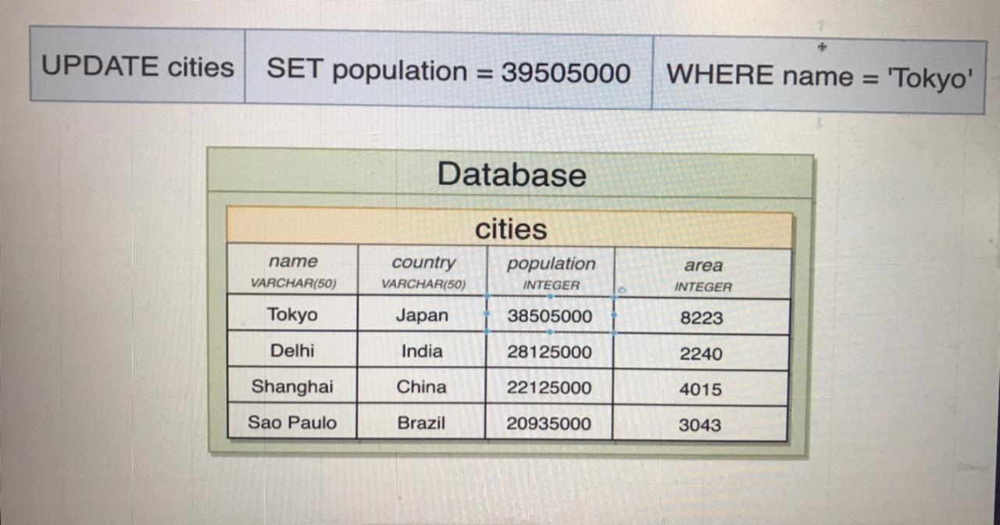 UPDATE cities SET population = 39505000 WHERE name = 'Tokyo'
Database
cities
name country population area
VARCHAR(50) VARCHAR(50) INTEGER INTEGER
Tokyo Japan 38505000 8223
Delhi India 28125000 2240
Shanghai China 22125000 4015
Sao Paulo Brazil 20935000 3043